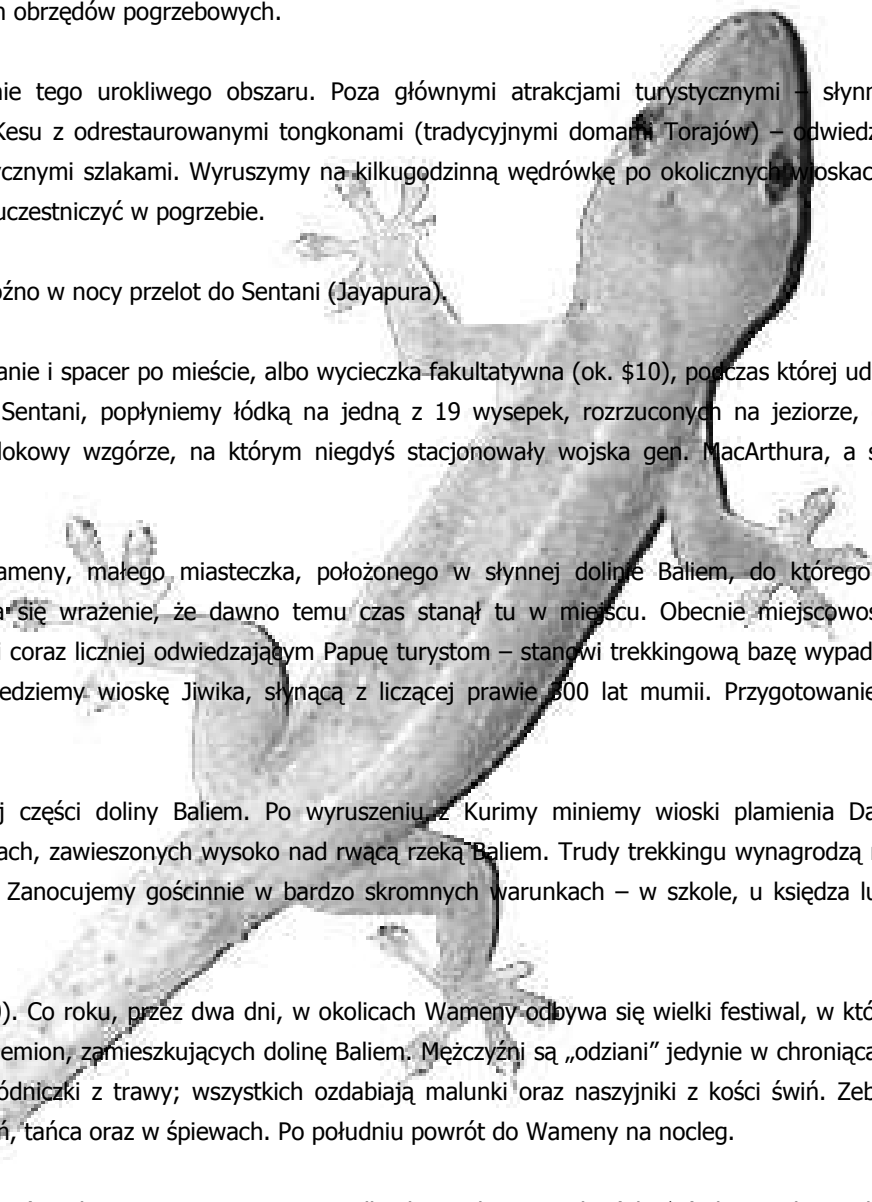 n obrzędów pogrzebowych.
nie tego urokliwego obszaru. Poza głównymi atrakcjami turystycznymi – słynn
Kesu z odrestaurowanymi tongkonami (tradycyjnymi domami Torajów) – odwiedz
ycznymi szlakami. Wyruszymy na kilkugodzinną wędrówkę po okolicznych wioskac
uczestniczyć w pogrzebie.
óźno w nocy przelot do Sentani (Jayapura).
anie i spacer po mieście, albo wycieczka fakultatywna (ok. $10), podczas której ud
Sentani, popłyniemy łódką na jedną z 19 wysepek, rozrzuconych na jeziorze,
dokowy wzgórze, na którym niegdyś stacjonowały wojska gen. MacArthura, a s
ameny, małego miasteczka, położonego w słynnej dolinie Baliem, do którego
a się wrażenie, że dawno temu czas stanął tu w miejscu. Obecnie miejscowoś
i coraz liczniej odwiedzającym Papuę turystom – stanowi trekkingową bazę wypad
iedziemy wioskę Jiwika, słynącą z liczącej prawie 300 lat mumii. Przygotowanie
j części doliny Baliem. Po wyruszeniu z Kurimy miniemy wioski plamienia Da
ach, zawieszonych wysoko nad rwącą rzeką Baliem. Trudy trekkingu wynagrodzą n
Zanocujemy gościnnie w bardzo skromnych warunkach – w szkole, u księdza lu
). Co roku, przez dwa dni, w okolicach Wameny odbywa się wielki festiwal, w któ
lemion, zamieszkujących dolinę Baliem. Mężczyźni są „odziani” jedynie w chroniąca
ódniczki z trawy; wszystkich ozdabiają malunki oraz naszyjniki z kości świń. Zeb
ń, tańca oraz w śpiewach. Po południu powrót do Wameny na nocleg.